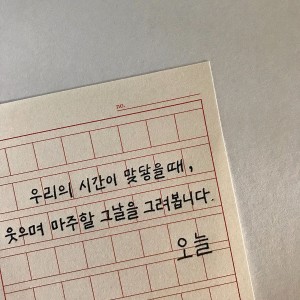 no.
우리의 시간이 맞닿을 때,
웃으며 마주할 그날을 그려봅니다.
오늘